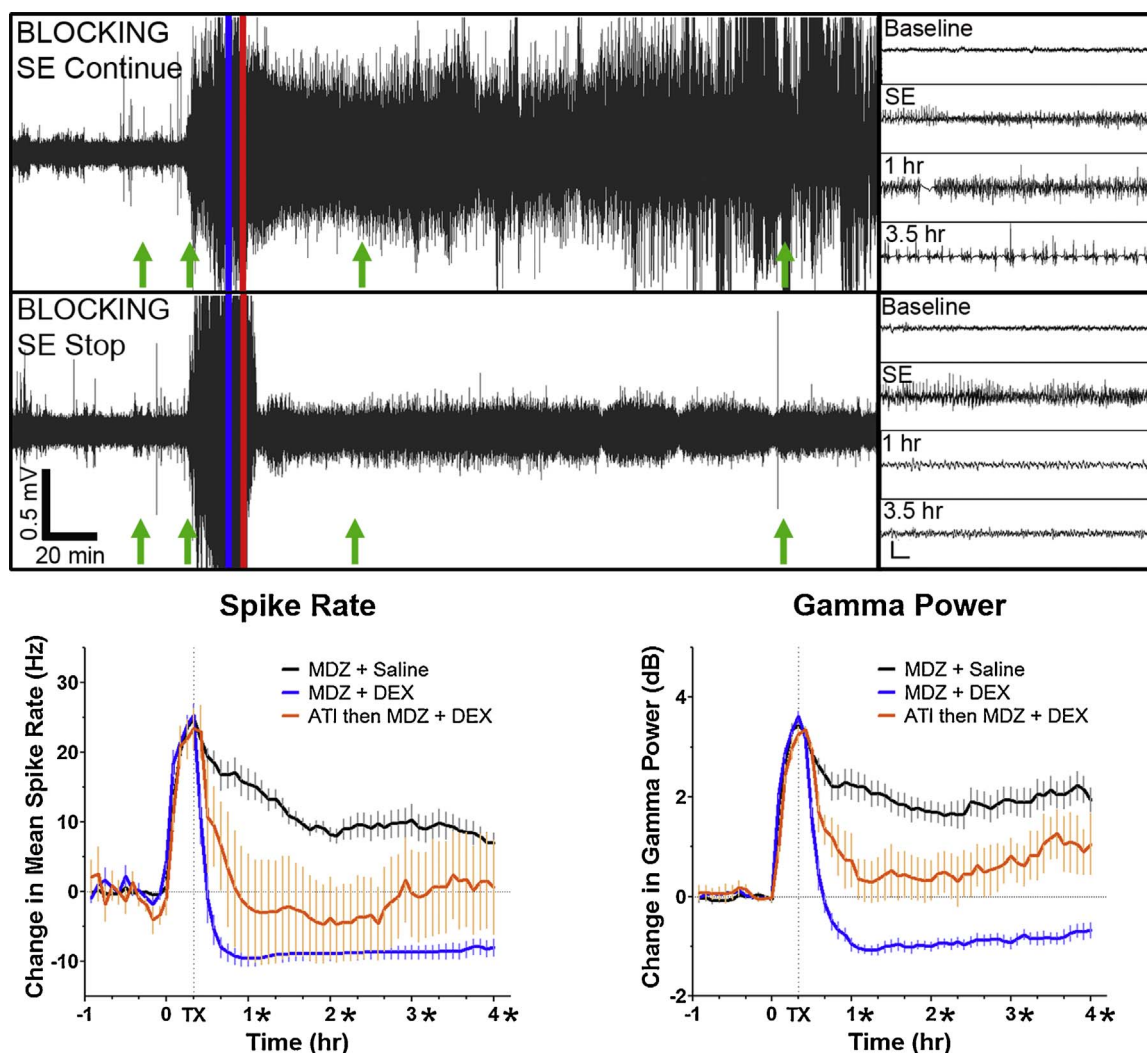 BLOCKING
SE Continue
Baseline
SE
1 hr
3.5 hr
BLOCKING
SE Stop
0.5 mV
20 min
Baseline
SE
1 hr
3.5 hr
Spike Rate
Change in Mean Spike Rate (Hz)
30
20
10
0
-10
MDZ + Saline
MDZ + DEX
ATI then MDZ + DEX
-1 0 TX 1* 2* 3* 4*
Time (hr)
Gamma Power
Change in Gamma Power (dB)
4
2
0
-2
MDZ + Saline
MDZ + DEX
ATI then MDZ + DEX
-1 0 TX 1* 2* 3* 4*
Time (hr)